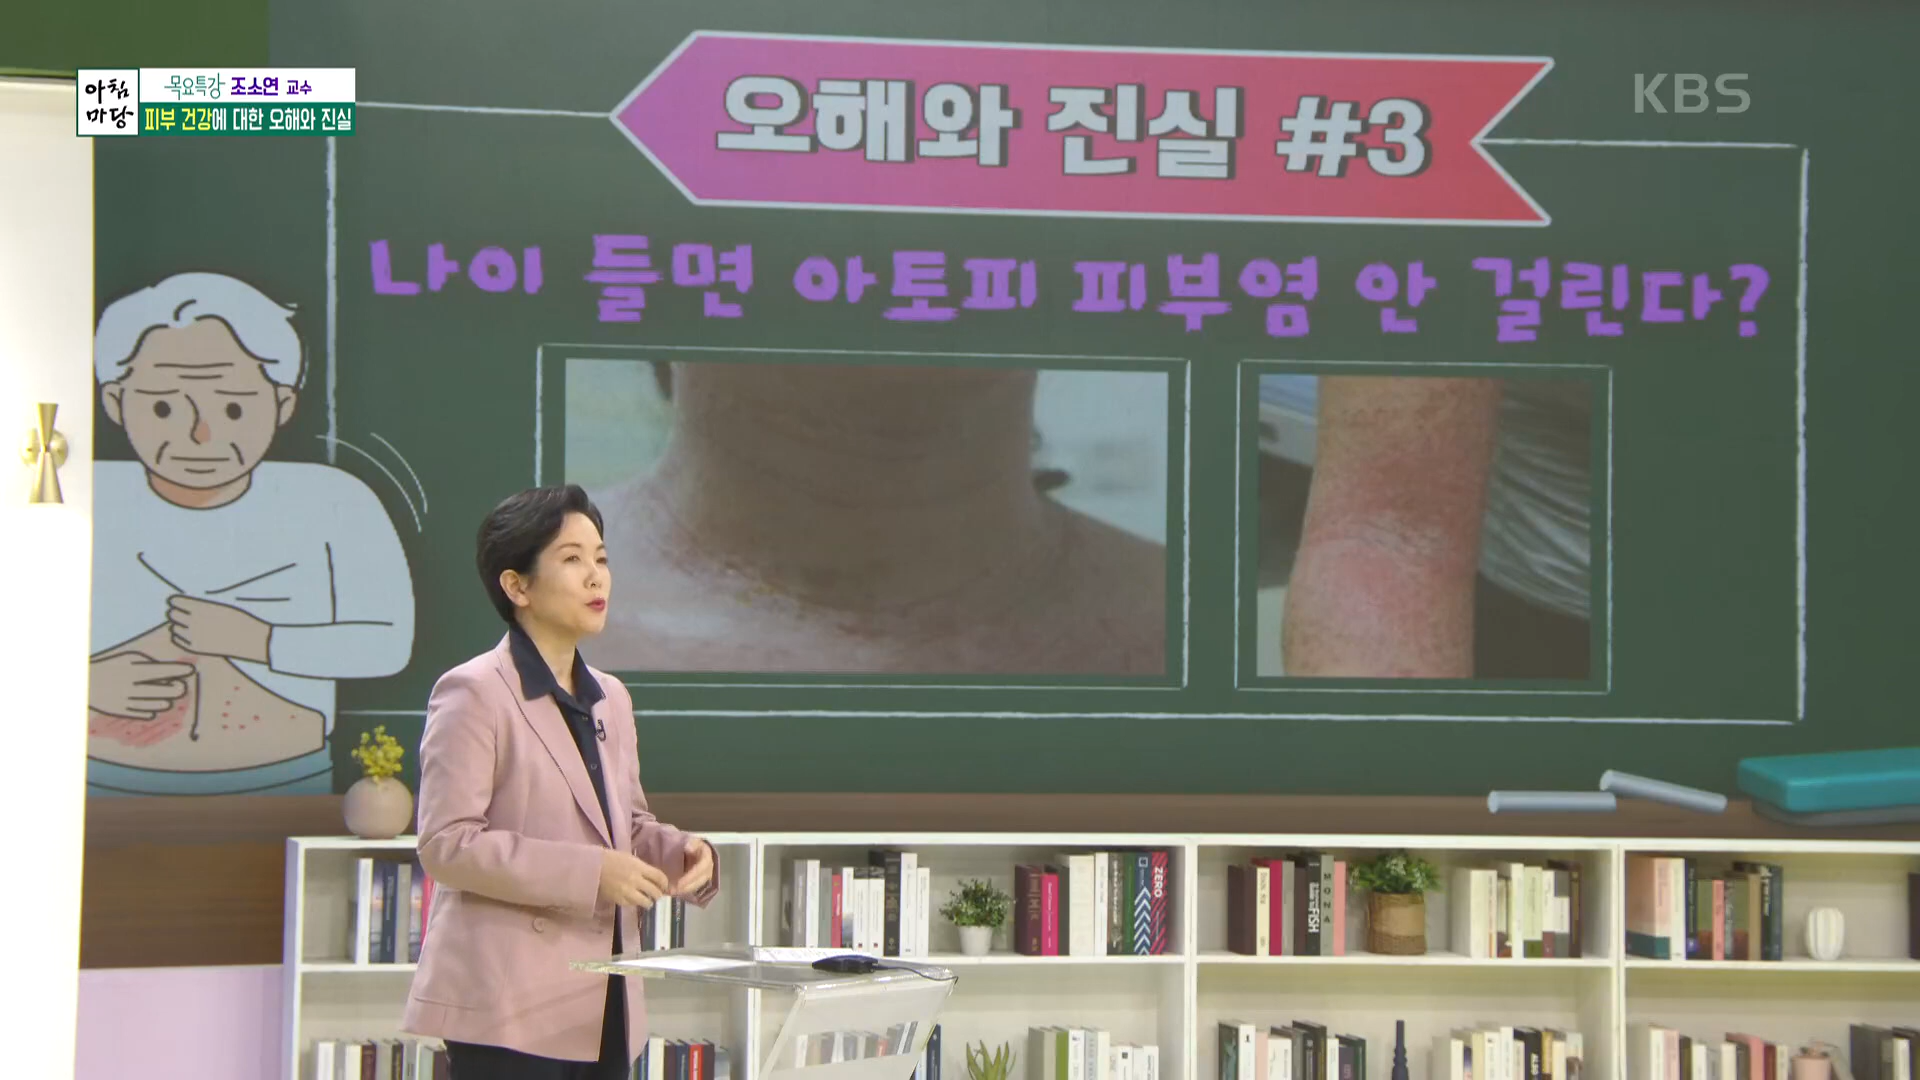 아침
마당
목요특강 조소연 교수
피부 건강에 대한 오해와 진실
KBS
오해와 진실 #3
나이 들면 아토피 피부염 안 걸린다?
ZERO
FISH
MONA